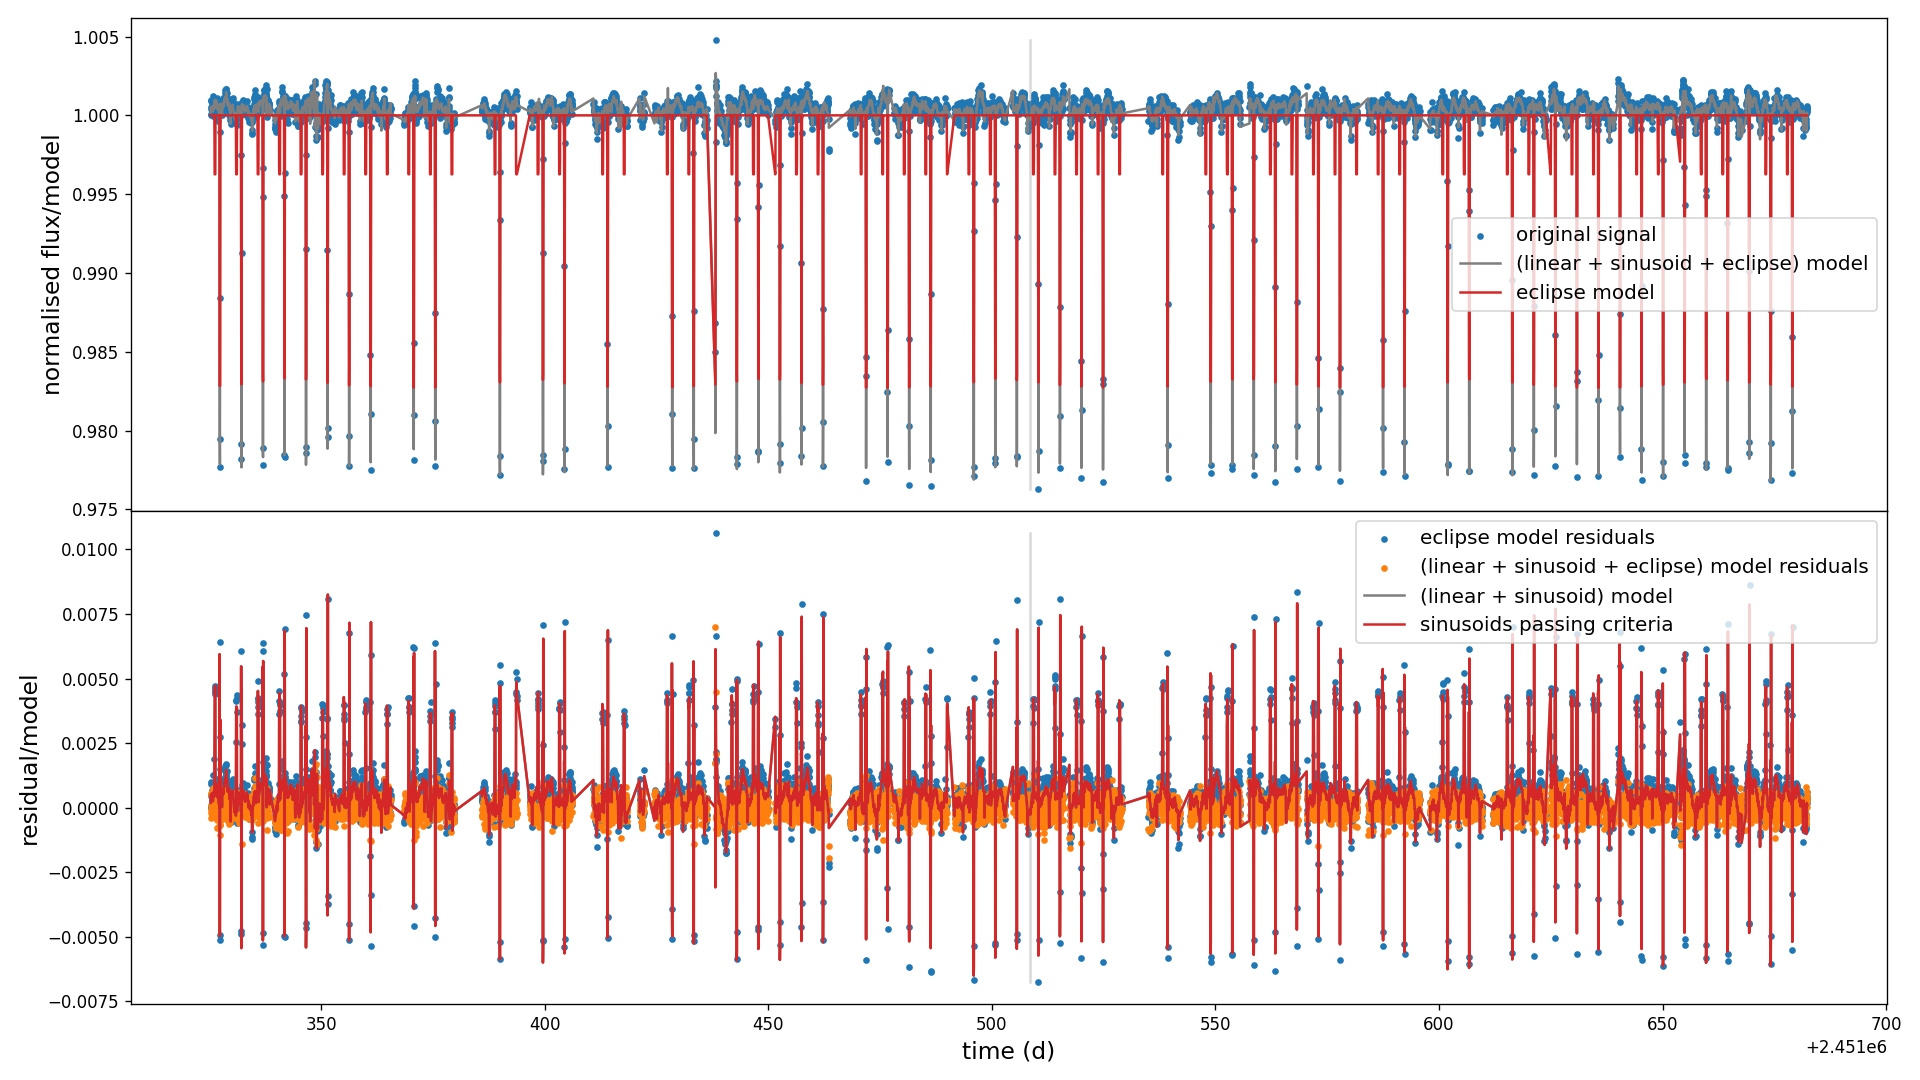 1.005
1.000
0.995
0.990
0.985
0.980
0.975
normalised flux/model
original signal
(linear + sinusoid + eclipse) model
eclipse model
0.0100
0.0075
0.0050
0.0025
0.0000
−0.0025
−0.0050
−0.0075
residual/model
eclipse model residuals
(linear + sinusoid + eclipse) model residuals
(linear + sinusoid) model
sinusoids passing criteria
350
400
450
500
550
600
650
700
time (d)
+2.451e6